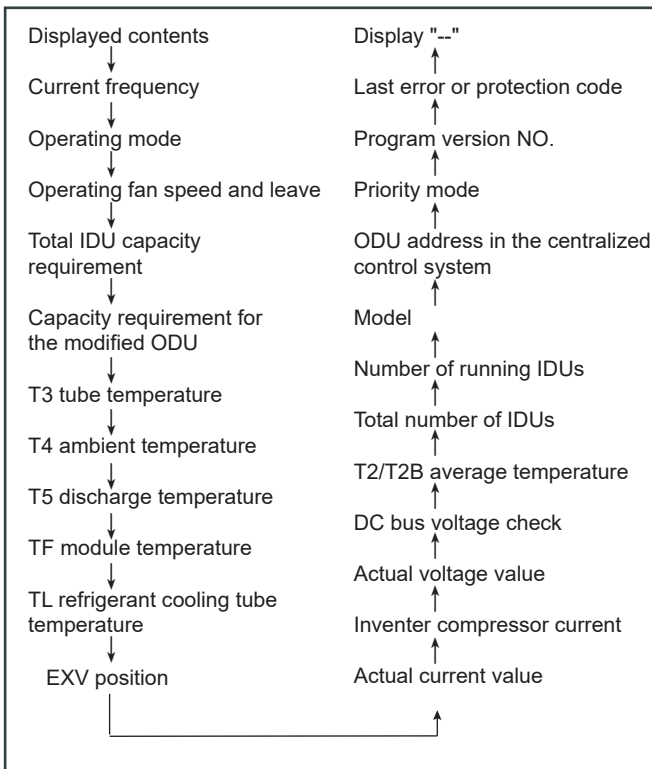 Displayed contents
Current frequency
Operating mode
Operating fan speed and leave
Total IDU capacity
requirement
Capacity requirement for
the modified ODU
T3 tube temperature
T4 ambient temperature
T5 discharge temperature
TF module temperature
TL refrigerant cooling tube
temperature
EXV position
Display "--"
Last error or protection code
Program version NO.
Priority mode
ODU address in the centralized
control system
Model
Number of running IDUs
Total number of IDUs
T2/T2B average temperature
DC bus voltage check
Actual voltage value
Inventer compressor current
Actual current value